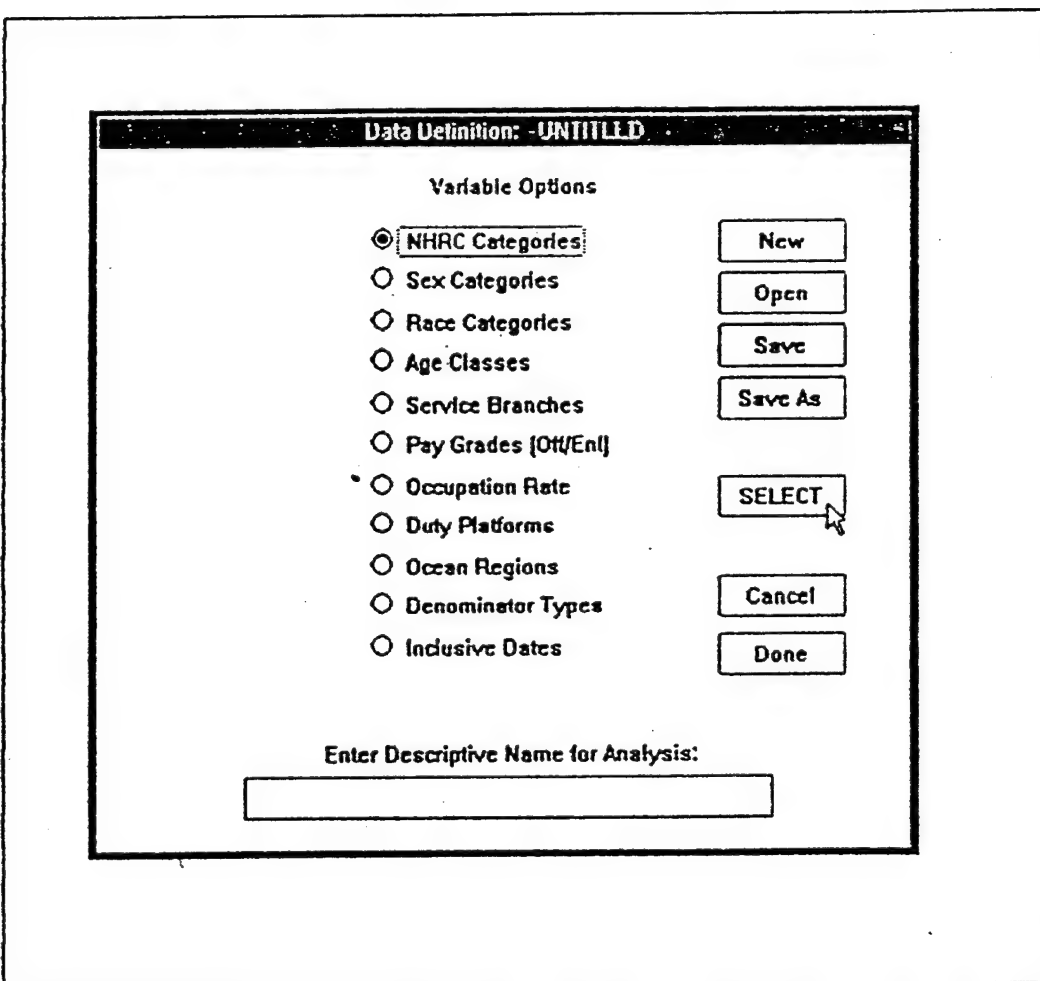 Data Definition: -UNTITLED
Variable Options
NHRC Categories
Sex Categories
Race Categories
Age Classes
Service Branches
Pay Grades (Off/Enl)
Occupation Rate
Duty Platforms
Ocean Regions
Denominator Types
Inclusive Dates
New
Open
Save
Save As
SELECT
Cancel
Done
Enter Descriptive Name for Analysis: